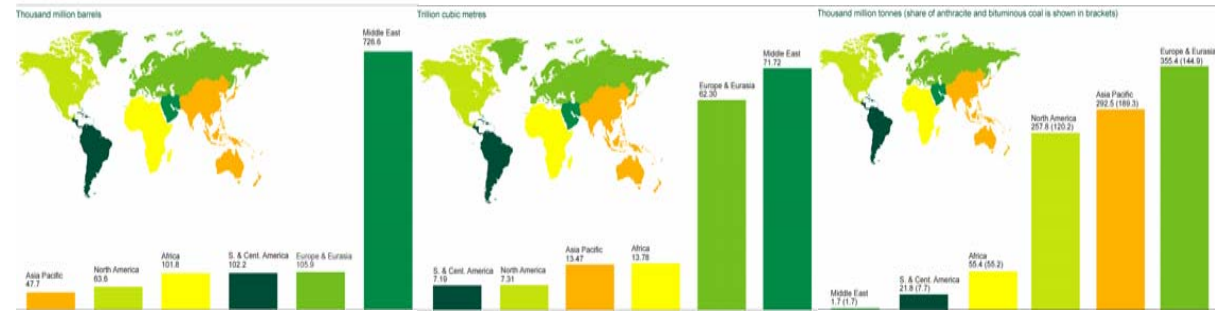 Thousand million barrels
Middle East
726.6
Asia Pacific
47.7
North America
63.6
Africa
101.8
S. & Cent. America
102.2
Europe & Eurasia
105.9
Trillion cubic metres
Middle East
71.72
Europe & Eurasia
62.30
S. & Cent. America
7.19
North America
7.31
Asia Pacific
13.47
Africa
13.78
Thousand million tonnes (share of anthracite and bituminous coal is shown in brackets)
Europe & Eurasia
355.4 (144.9)
Asia Pacific
292.5 (189.3)
North America
257.8 (120.2)
Africa
55.4 (55.2)
S. & Cent. America
21.8 (7.7)
Middle East
1.7 (1.7)